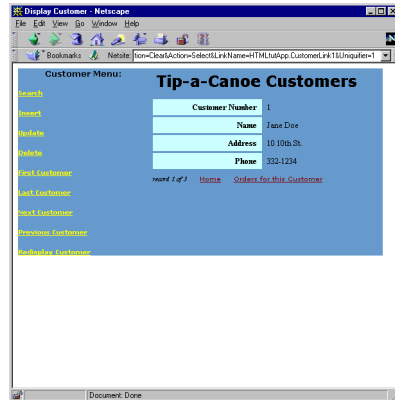 Display Customer - Netscape
File Edit View Go Window Help
Bookmarks Netsite: tion=Clear&Action=Select&LinkName=HTMLtutApp.CustomerLink1&Uniquifier=1
Customer Menu:
Search
Insert
Update
Delete
First Customer
Last Customer
Next Customer
Previous Customer
Redisplay Customer
Tip-a-Canoe Customers
Customer Number 1
Name Jane Doe
Address 10 10th St.
Phone 332-1234
record 1 of 3 Home Orders for this Customer
Document: Done